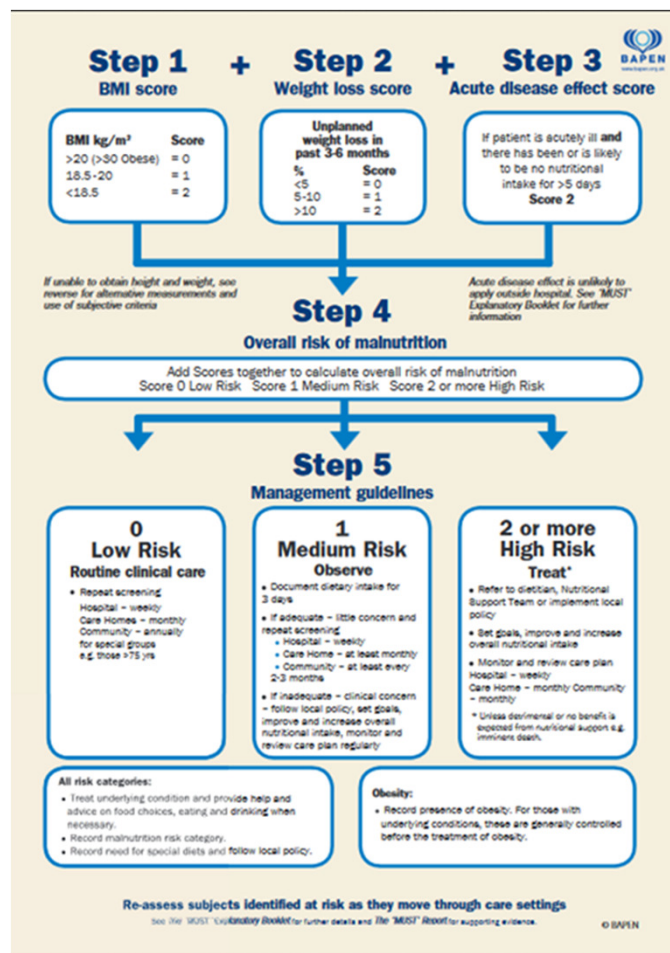 BAPEN
www.bapen.org.uk
Step 1 + Step 2 + Step 3
BMI score
Weight loss score
Acute disease effect score
BMI kg/m² Score
>20 (>30 Obese) = 0
18.5-20 = 1
<18.5 = 2
Unplanned
weight loss in
past 3-6 months
% Score
<5 = 0
5-10 = 1
>10 = 2
If patient is acutely ill and
there has been or is likely
to be no nutritional
intake for >5 days
Score 2
If unable to obtain height and weight, see
reverse for alternative measurements and
use of subjective criteria
Acute disease effect is unlikely to
apply outside hospital. See 'MUST'
Explanatory Booklet for further
information
Step 4
Overall risk of malnutrition
Add Scores together to calculate overall risk of malnutrition
Score 0 Low Risk Score 1 Medium Risk Score 2 or more High Risk
Step 5
Management guidelines
0
Low Risk
Routine clinical care
• Repeat screening
Hospital – weekly
Care Homes – monthly
Community – annually
for special groups
e.g. those >75 yrs
1
Medium Risk
Observe
• Document dietary intake for
3 days
• If adequate – little concern and
repeat screening
• Hospital – weekly
• Care Home – at least monthly
• Community – at least every
2-3 months
• If inadequate – clinical concern
– follow local policy, set goals,
improve and increase overall
nutritional intake, monitor and
review care plan regularly
2 or more
High Risk
Treat*
• Refer to dietitian, Nutritional
Support Team or implement local
policy
• Set goals, improve and increase
overall nutritional intake
• Monitor and review care plan
Hospital – weekly
Care Home – monthly Community
– monthly
* Unless detrimental or no benefit is
expected from nutritional support e.g.
imminent death.
All risk categories:
• Treat underlying condition and provide help and
advice on food choices, eating and drinking when
necessary.
• Record malnutrition risk category.
• Record need for special diets and follow local policy.
Obesity:
• Record presence of obesity. For those with
underlying conditions, these are generally controlled
before the treatment of obesity.
Re-assess subjects identified at risk as they move through care settings
See The 'MUST' Explanatory Booklet for further details and The 'MUST' Report for supporting evidence.
© BAPEN